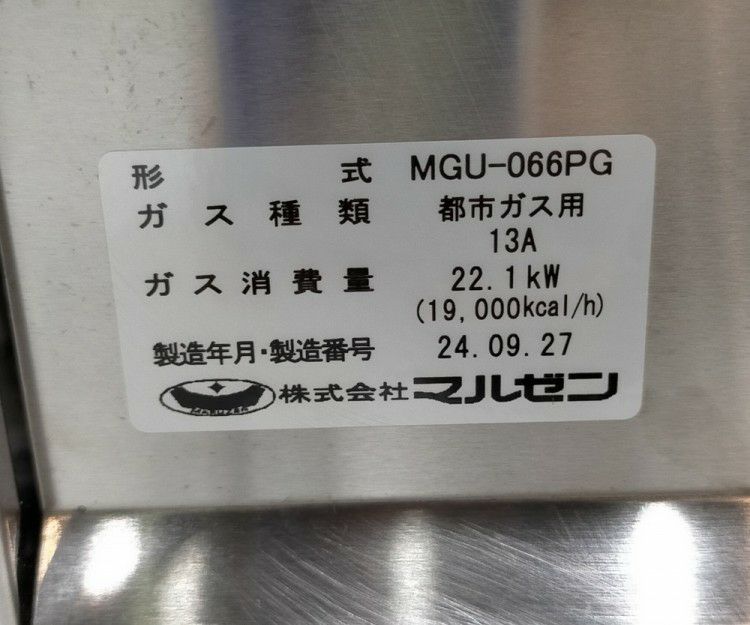 形式 MGU-066PG
ガス種類 都市ガス用
13A
ガス消費量 22.1kW
(19,000kcal/h)
製造年月・製造番号 24.09.27
MARUZEN 株式会社 マルゼン